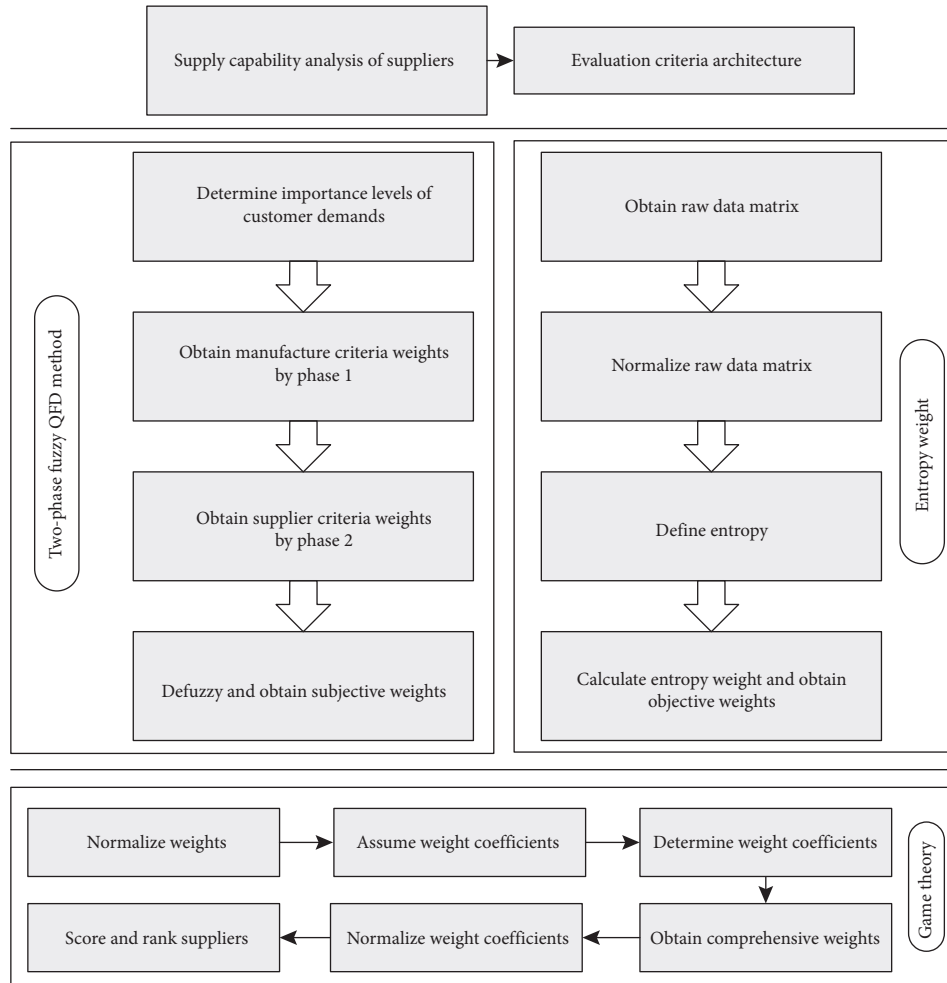 Supply capability analysis of suppliers
Evaluation criteria architecture
Two-phase fuzzy QFD method
Determine importance levels of
customer demands
Obtain manufacture criteria weights
by phase 1
Obtain supplier criteria weights
by phase 2
Defuzzy and obtain subjective weights
Obtain raw data matrix
Normalize raw data matrix
Define entropy
Calculate entropy weight and obtain
objective weights
Entropy weight
Normalize weights
Assume weight coefficients
Determine weight coefficients
Score and rank suppliers
Normalize weight coefficients
Obtain comprehensive weights
Game theory